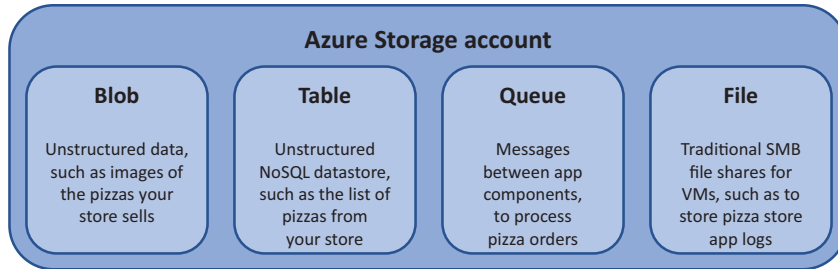 Azure Storage account
Blob
Unstructured data,
such as images of
the pizzas your
store sells
Table
Unstructured
NoSQL datastore,
such as the list of
pizzas from
your store
Queue
Messages
between app
components,
to process
pizza orders
File
Traditional SMB
file shares for
VMs, such as to
store pizza store
app logs